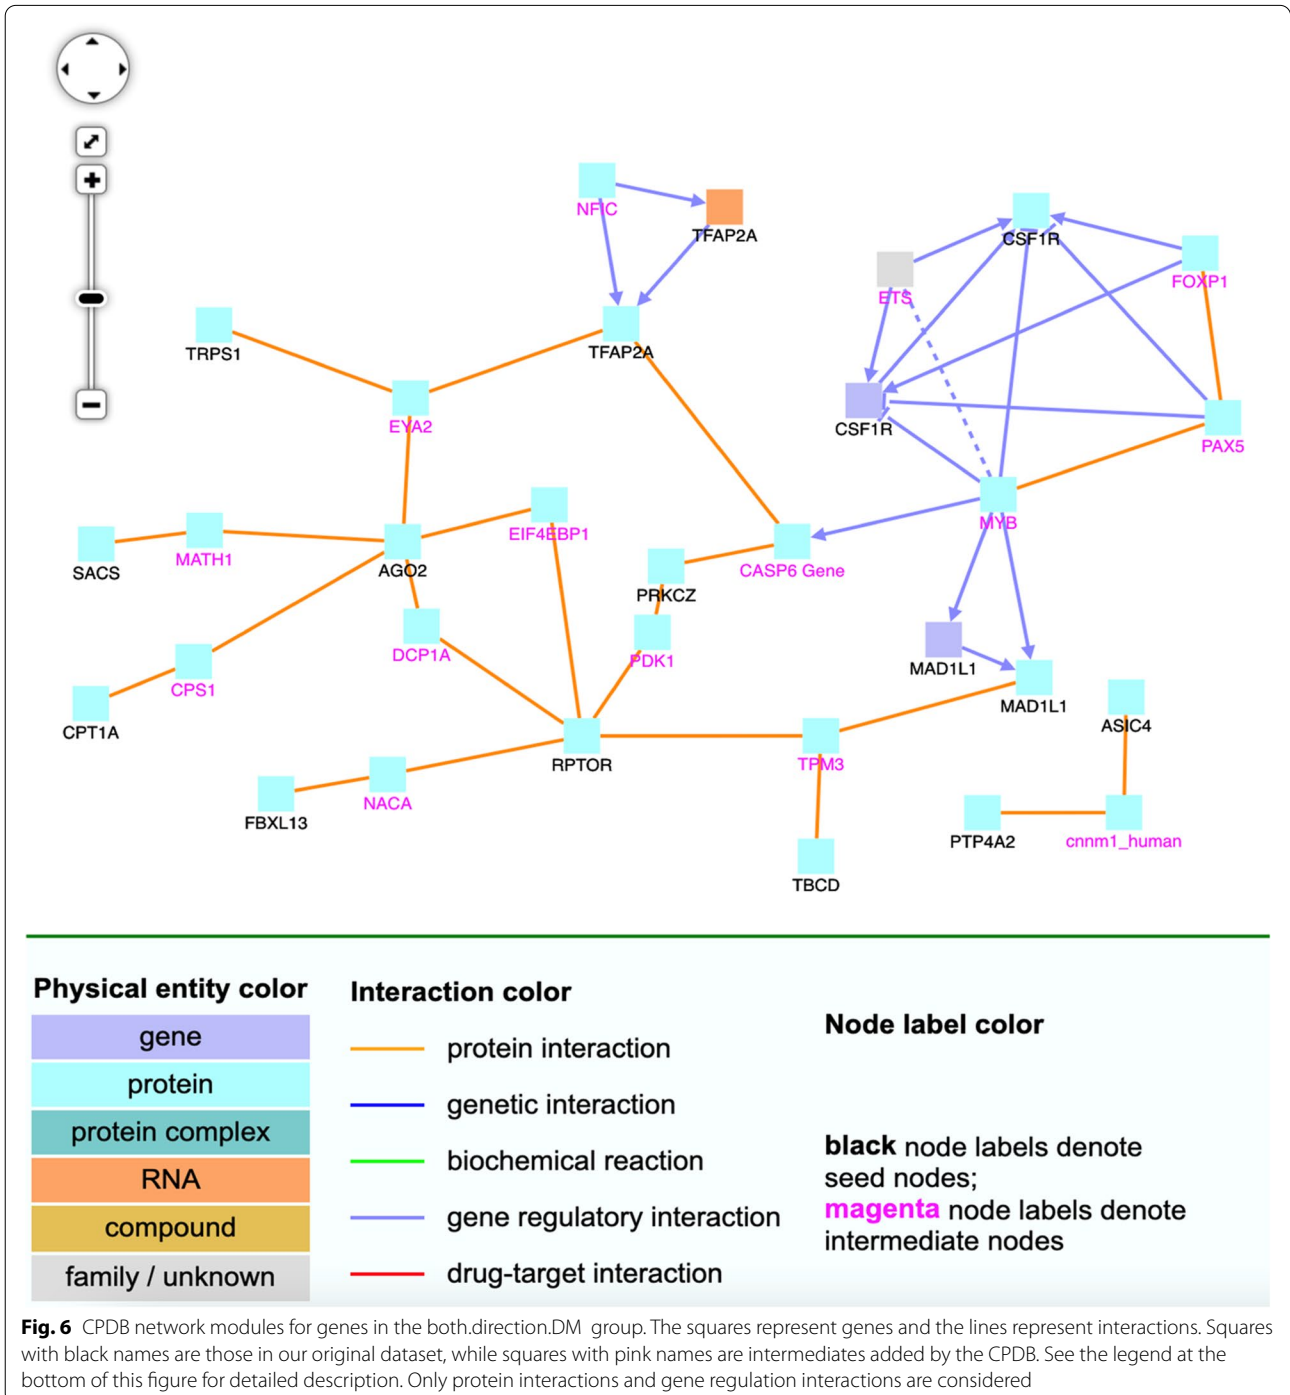 NFIC
TFAP2A
CSF1R
ETS
FOXP1
TRPS1
TFAP2A
EYA2
CSF1R
PAX5
MYB
EIF4EBP1
SACS
MATH1
AGO2
CASP6 Gene
PRKCZ
DCP1A
PDK1
MAD1L1
CPS1
MAD1L1
CPT1A
ASIC4
RPTOR
TPM3
NACA
FBXL13
PTP4A2
cnnm1_human
TBCD
Physical entity color
gene
protein
protein complex
RNA
compound
family / unknown
Interaction color
protein interaction
genetic interaction
biochemical reaction
gene regulatory interaction
drug-target interaction
Node label color
black node labels denote
seed nodes;
magenta node labels denote
intermediate nodes
Fig. 6 CPDB network modules for genes in the both.direction.DM group. The squares represent genes and the lines represent interactions. Squares
with black names are those in our original dataset, while squares with pink names are intermediates added by the CPDB. See the legend at the
bottom of this figure for detailed description. Only protein interactions and gene regulation interactions are considered